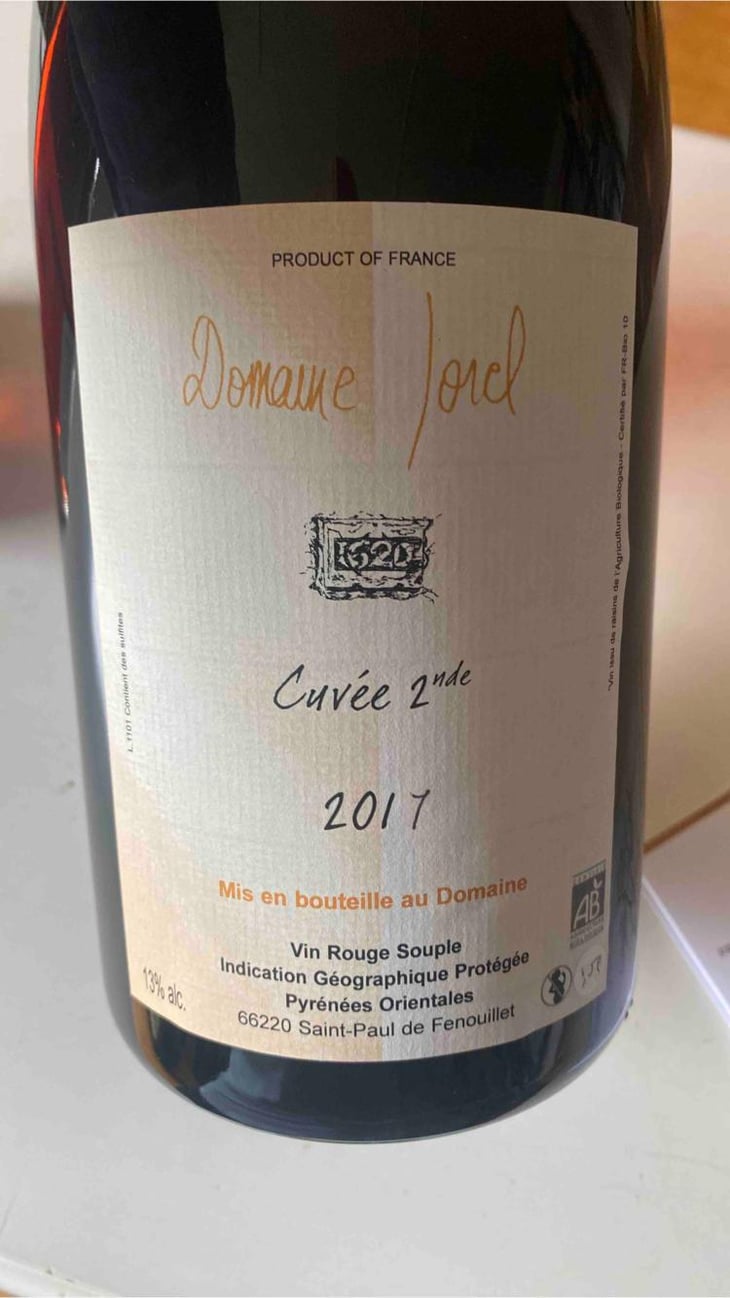 PRODUCT OF FRANCE
Domaine Jorel
1620
Cuvée 2nde
2017
Mis en bouteille au Domaine
Vin Rouge Souple
Indication Géographique Protégée
Pyrénées Orientales
66220 Saint-Paul de Fenouillet
13% alc.
L 1101 Contient des sulfites
*Vin issu de raisins de l'Agriculture Biologique - Certifié par FR-Bio 10
AB